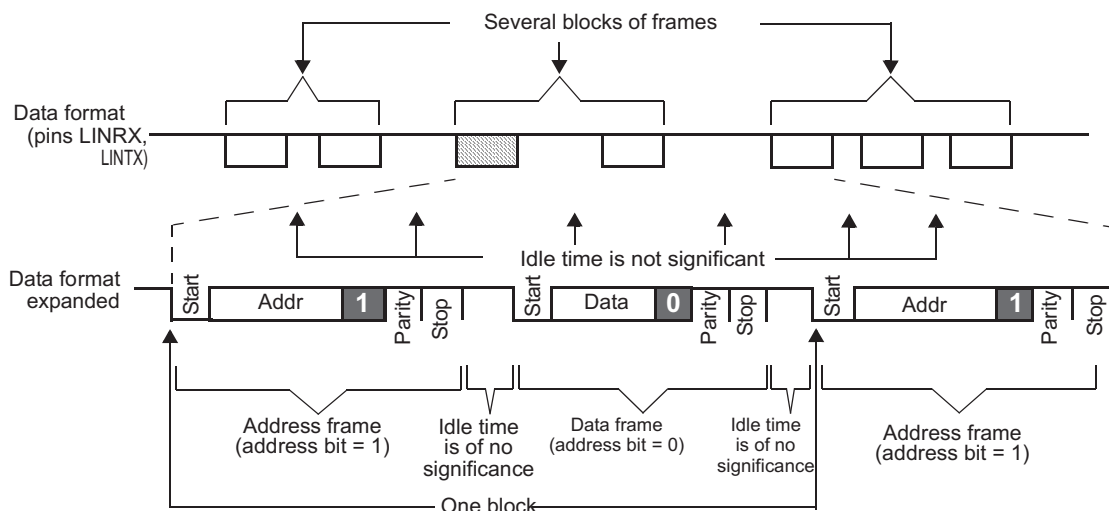 Several blocks of frames
Data format
(pins LINRX,
LINTX)
Idle time is not significant
Data format
expanded
Start
Addr
1
Parity
Stop
Start
Data
0
Parity
Stop
Start
Addr
1
Parity
Stop
Address frame
(address bit = 1)
Idle time
is of no
significance
Data frame
(address bit = 0)
Idle time
is of no
significance
Address frame
(address bit = 1)
One block